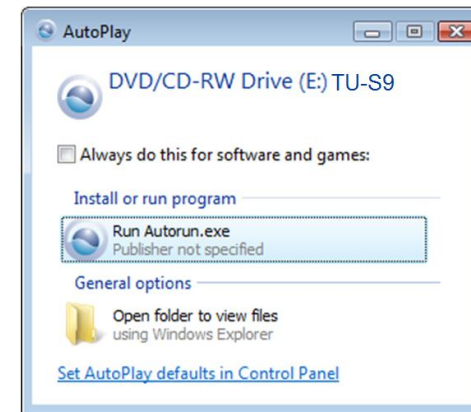 AutoPlay
DVD/CD-RW Drive (E:) TU-S9
Always do this for software and games:
Install or run program
Run Autorun.exe
Publisher not specified
General options
Open folder to view files
using Windows Explorer
Set AutoPlay defaults in Control Panel